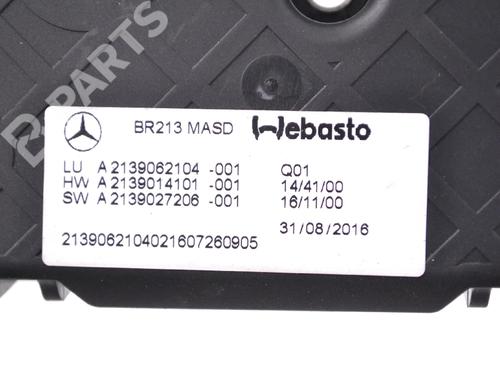 B-PARTS
BR213 MASD Webasto
LU A 2139062104 -001 Q01
HW A 2139014101 -001 14/41/00
SW A 2139027206 -001 16/11/00
31/08/2016
2139062104021607260905